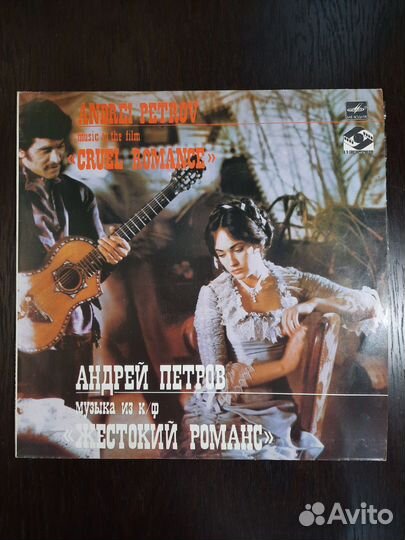 ANDREI PETROV
music to the film
«CRUEL ROMANCE»
АНДРЕЙ ПЕТРОВ
музыка из к/ф
«ЖЕСТОКИЙ РОМАНС»
Avito